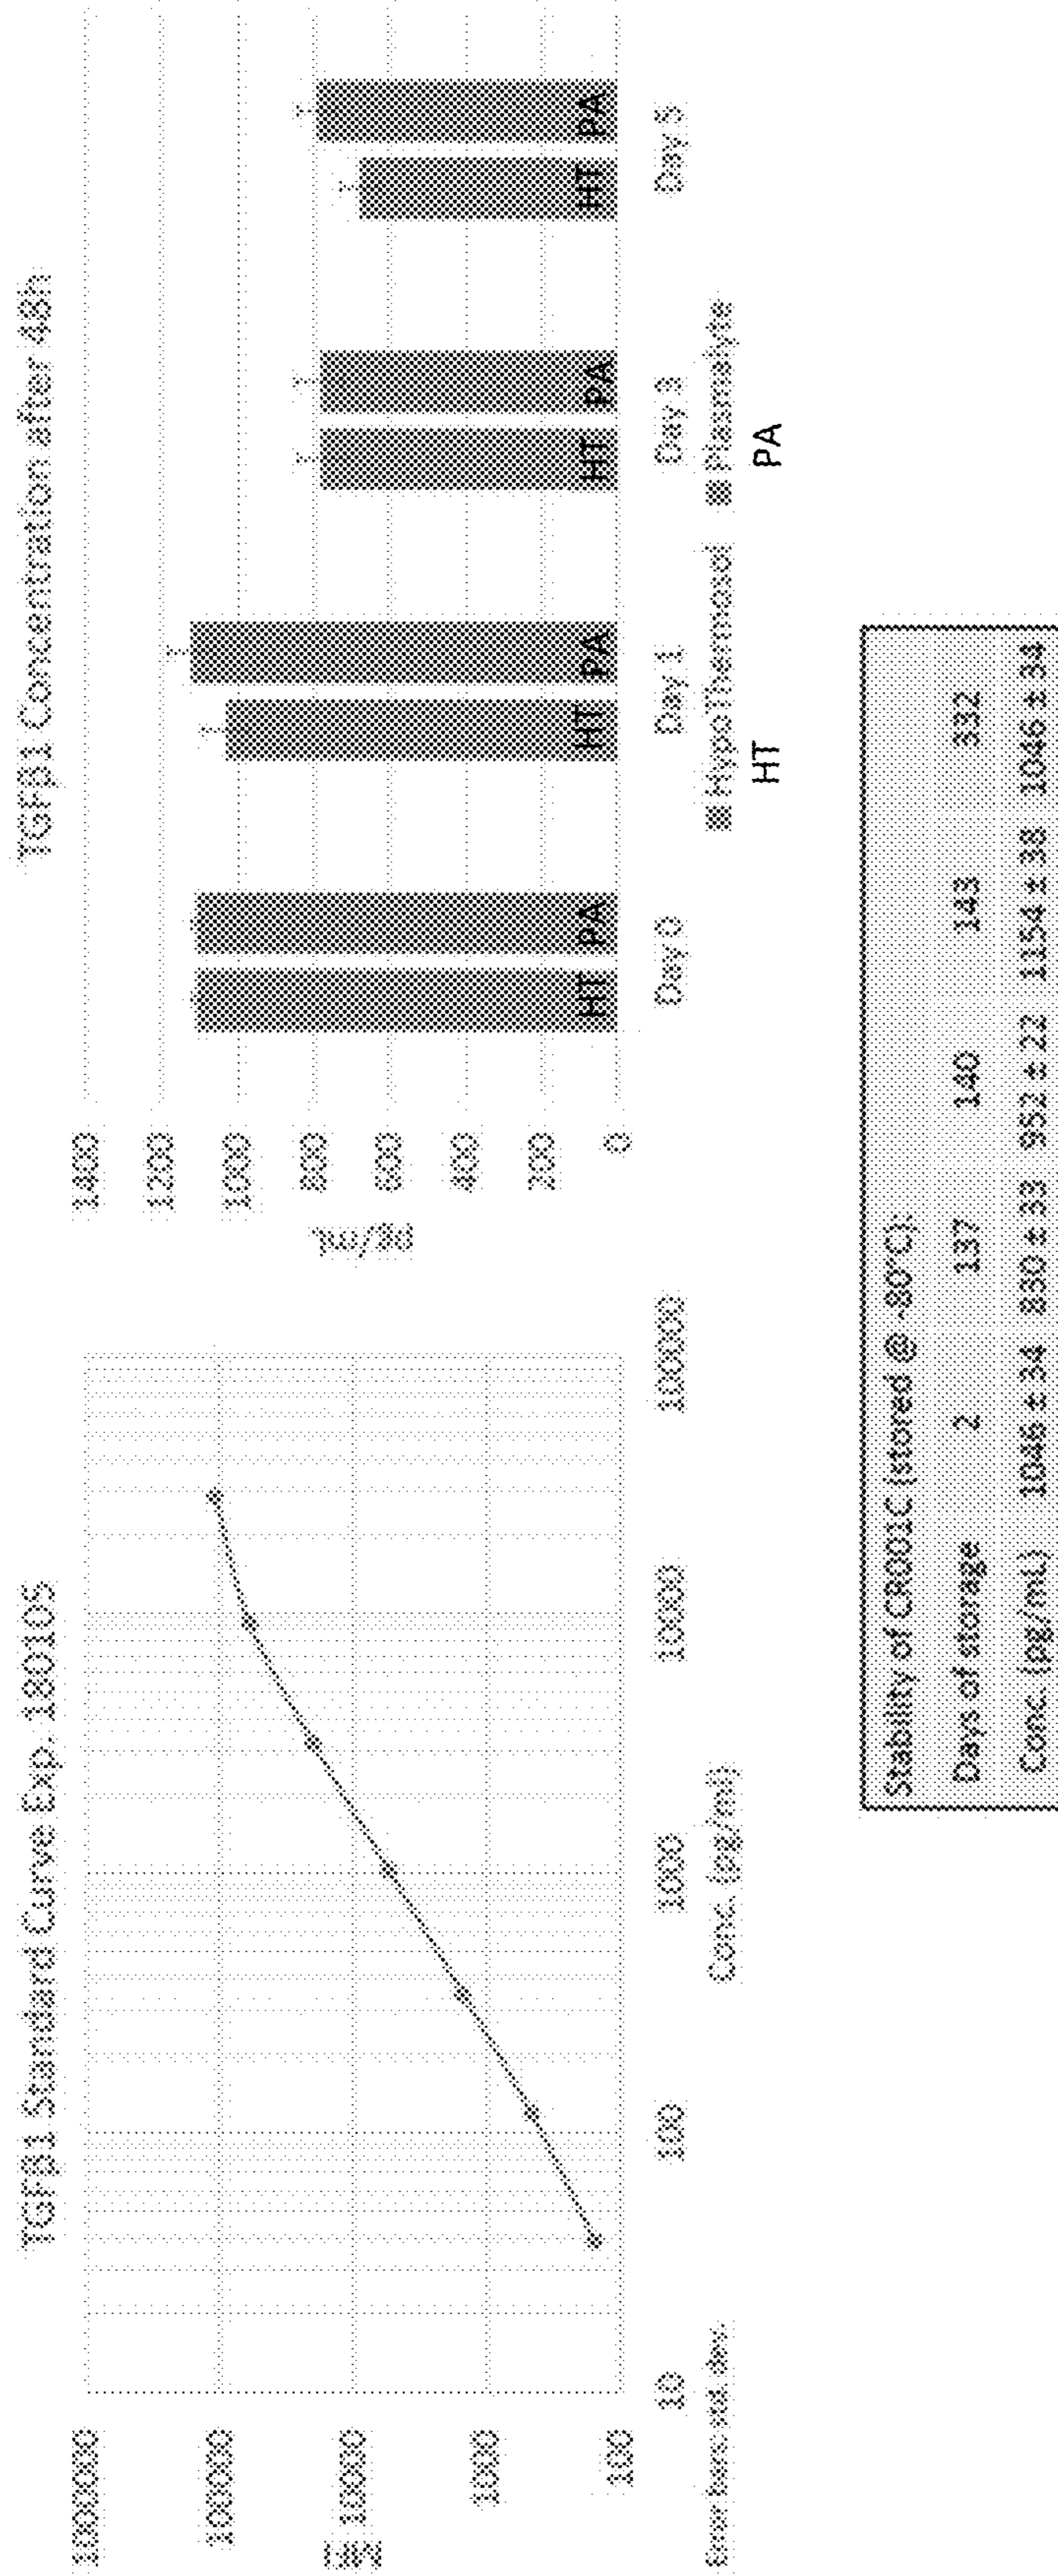 TGFβ1 Standard Curve Exp. 180105
MFI
1000000
100000
10000
1000
100
10
100
1000
10000
100000
Conc. (pg/ml)
Error bars: std. dev.
TGFβ1 Concentration after 48h
pg/mL
1400
1200
1000
800
600
400
200
0
HT PA HT PA HT PA HT PA
Day 0 Day 1 Day 3 Day 5
HypoThermosol Plasmalyte
HT PA
Stability of CR001C (stored @ -80°C):
Days of storage 2 137 140 143 332
Conc. (pg/mL) 1046 ± 34 830 ± 33 952 ± 22 1154 ± 38 1046 ± 34